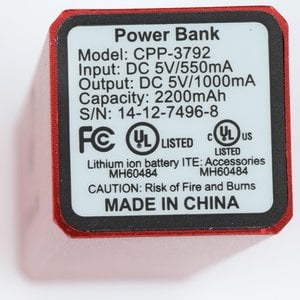 Power Bank
Model: CPP-3792
Input: DC 5V/550mA
Output: DC 5V/1000mA
Capacity: 2200mAh
S/N: 14-12-7496-8
FC UL LISTED c UL US LISTED
Lithium ion battery ITE: Accessories
MH60484 MH60484
CAUTION: Risk of Fire and Burns
MADE IN CHINA